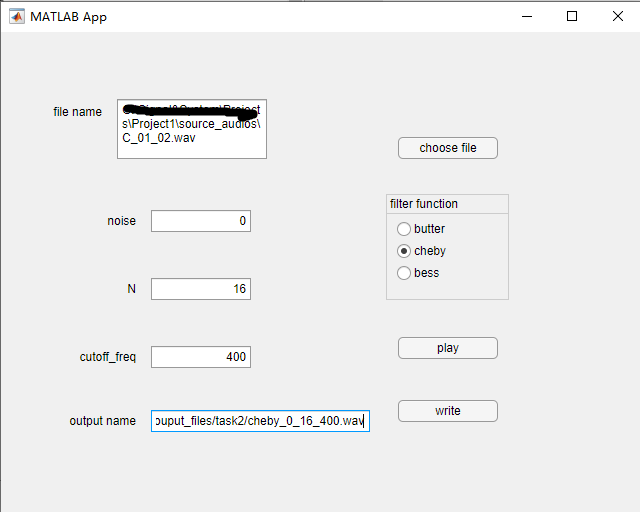 MATLAB App
file name
s\Project1\source_audios\
C_01_02.wav
choose file
noise
0
filter function
butter
cheby
bess
N
16
cutoff_freq
400
play
output name
ouput_files/task2/cheby_0_16_400.wav
write